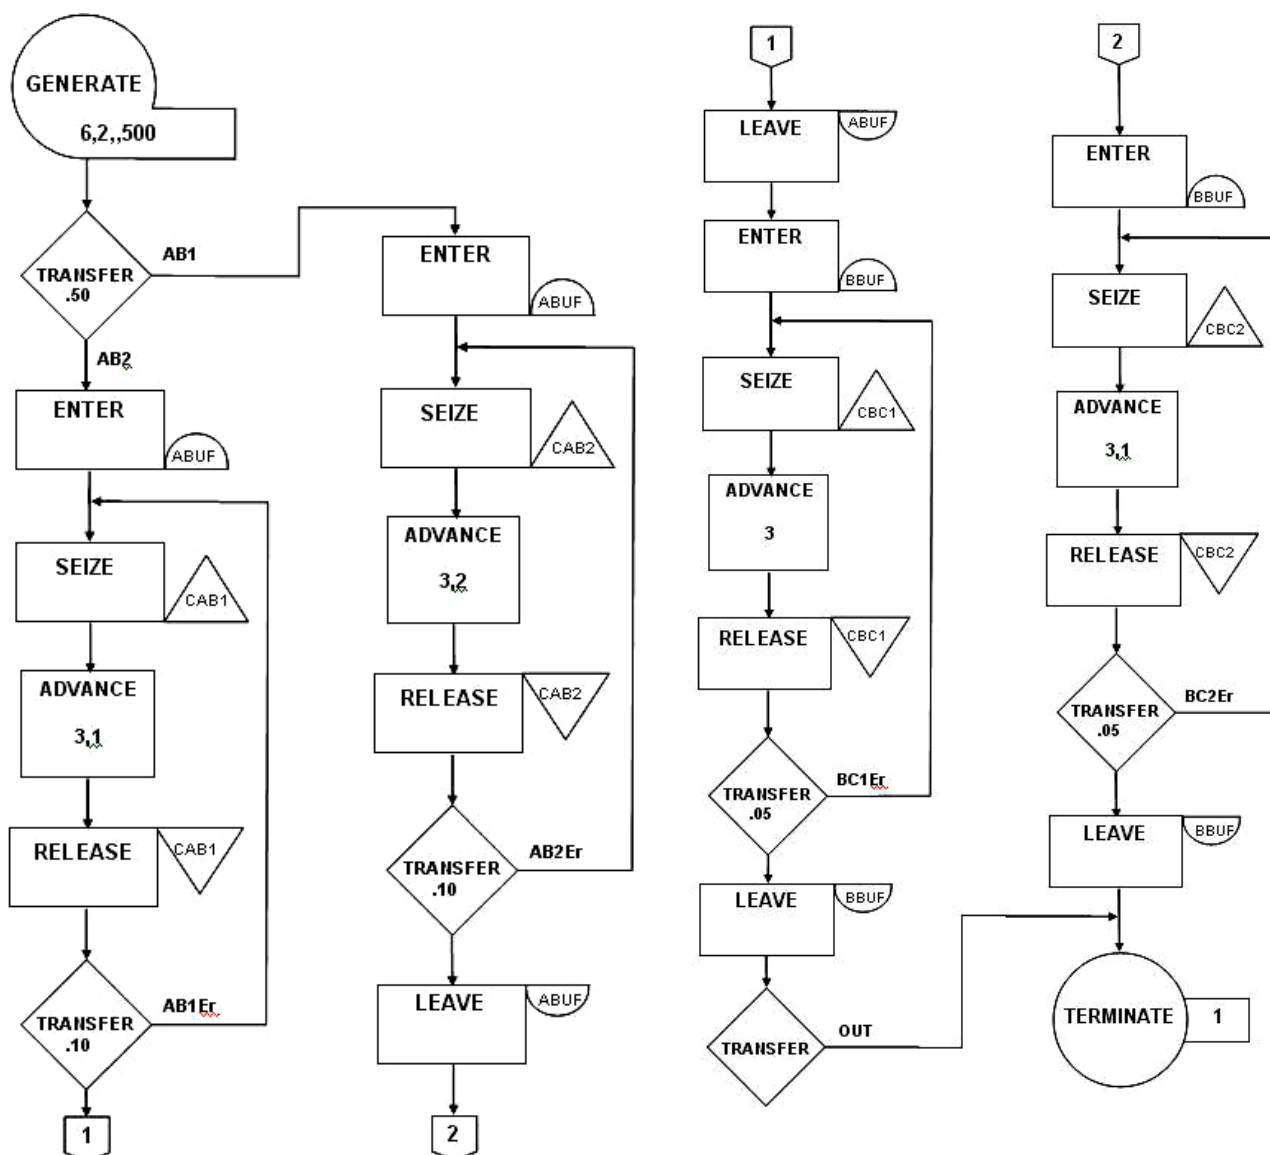 GENERATE
6,2,,500
TRANSFER
.50
AB1
AB2
ENTER
ABUF
SEIZE
CAB1
ADVANCE
3,1
RELEASE
CAB1
TRANSFER
.10
AB1Er
1
ENTER
ABUF
SEIZE
CAB2
ADVANCE
3,2
RELEASE
CAB2
TRANSFER
.10
AB2Er
LEAVE
ABUF
2
1
LEAVE
ABUF
ENTER
BBUF
SEIZE
CBC1
ADVANCE
3
RELEASE
CBC1
TRANSFER
.05
BC1Er
LEAVE
BBUF
TRANSFER
OUT
2
ENTER
BBUF
SEIZE
CBC2
ADVANCE
3,1
RELEASE
CBC2
TRANSFER
.05
BC2Er
LEAVE
BBUF
TERMINATE
1